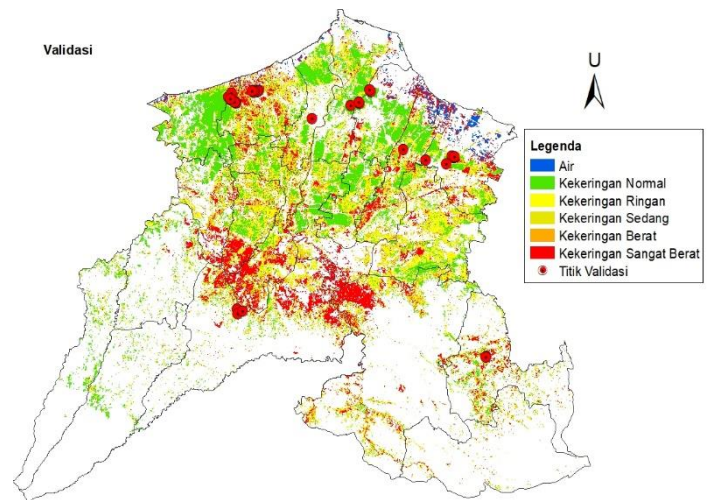 Validasi
U
Legenda
Air
Kekeringan Normal
Kekeringan Ringan
Kekeringan Sedang
Kekeringan Berat
Kekeringan Sangat Berat
Titik Validasi